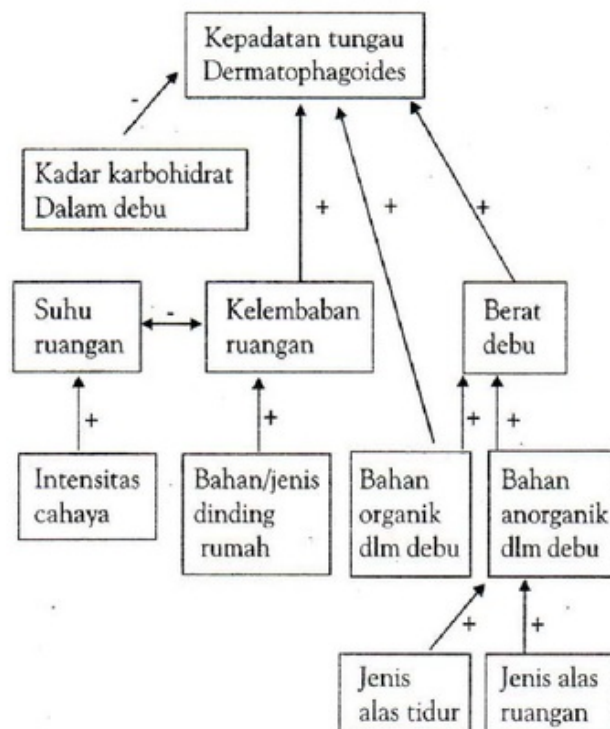 Kepadatan tungau
Dermatophagoides
-
Kadar karbohidrat
Dalam debu
+
+
+
Suhu
ruangan
-
Kelembaban
ruangan
Berat
debu
+
+
+
+
Intensitas
cahaya
Bahan/jenis
dinding
rumah
Bahan
organik
dlm debu
Bahan
anorganik
dlm debu
+
+
Jenis
alas tidur
Jenis alas
ruangan